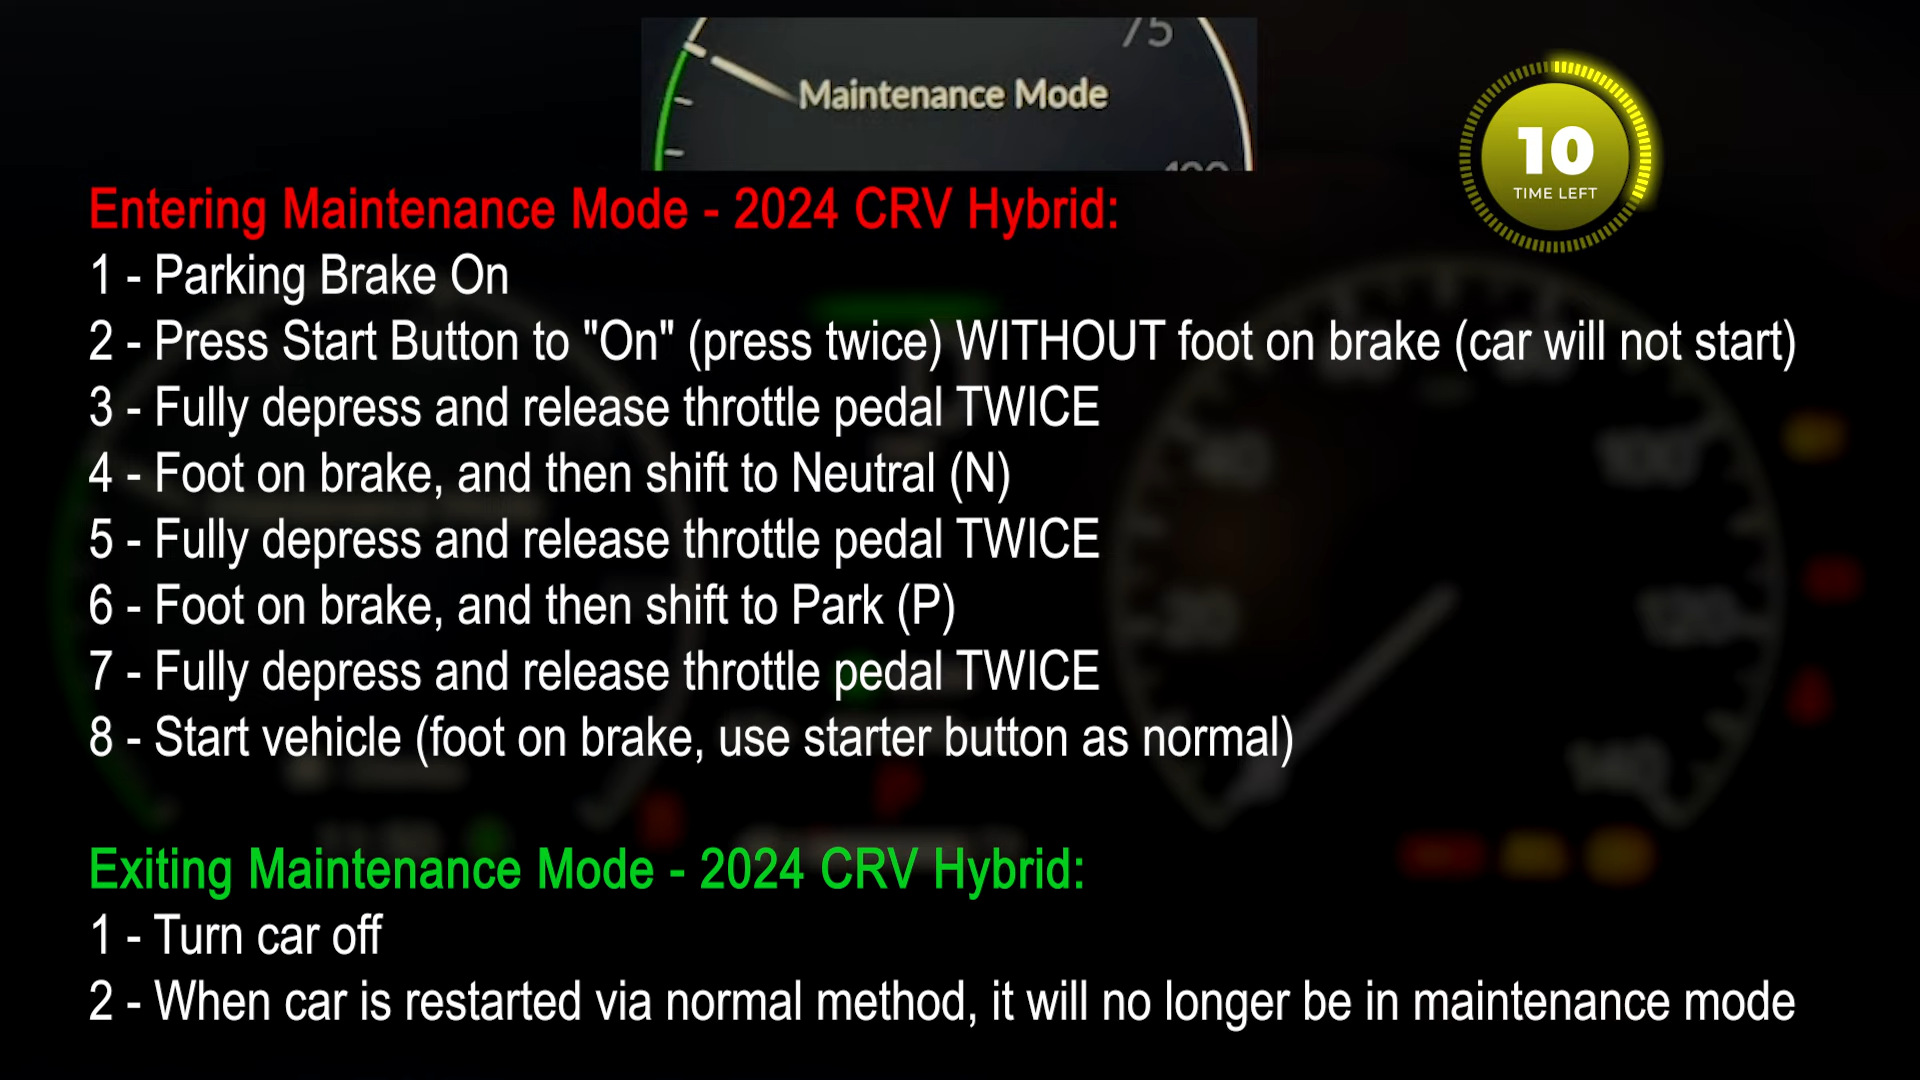 75
Maintenance Mode
10
TIME LEFT
Entering Maintenance Mode - 2024 CRV Hybrid:
1 - Parking Brake On
2 - Press Start Button to "On" (press twice) WITHOUT foot on brake (car will not start)
3 - Fully depress and release throttle pedal TWICE
4 - Foot on brake, and then shift to Neutral (N)
5 - Fully depress and release throttle pedal TWICE
6 - Foot on brake, and then shift to Park (P)
7 - Fully depress and release throttle pedal TWICE
8 - Start vehicle (foot on brake, use starter button as normal)
40
100
20
120
140
Exiting Maintenance Mode - 2024 CRV Hybrid:
1 - Turn car off
2 - When car is restarted via normal method, it will no longer be in maintenance mode